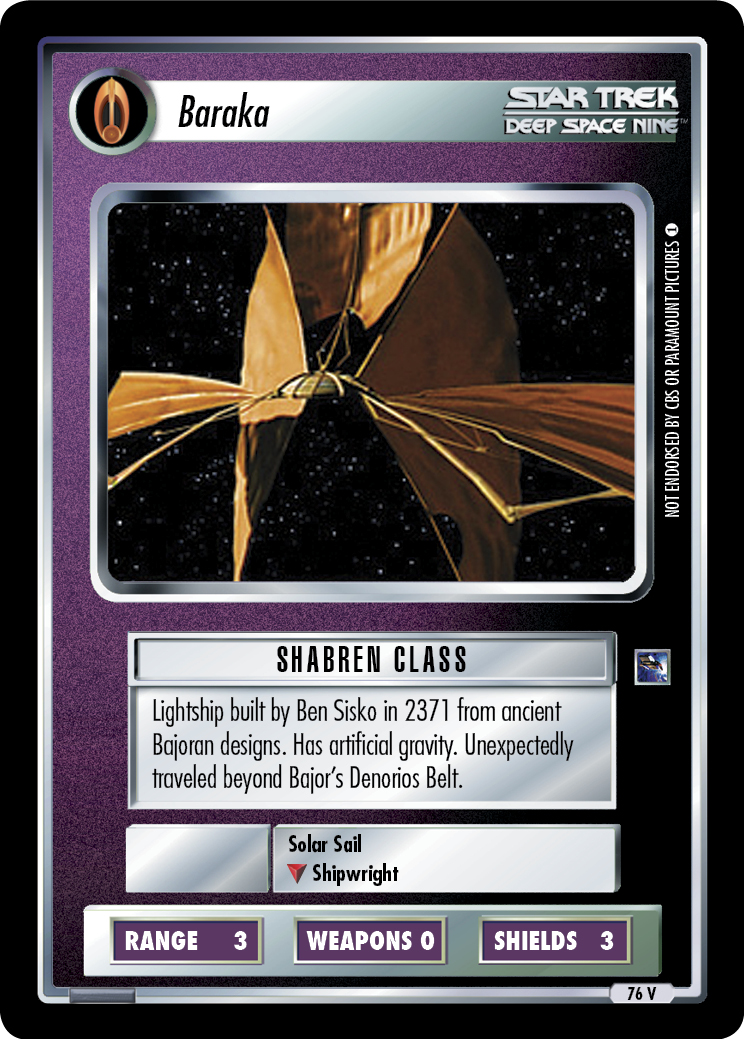 Baraka
STAR TREK
DEEP SPACE NINE™
NOT ENDORSED BY CBS OR PARAMOUNT PICTURES 1
SHABREN CLASS
Lightship built by Ben Sisko in 2371 from ancient
Bajoran designs. Has artificial gravity. Unexpectedly
traveled beyond Bajor's Denorios Belt.
Solar Sail
Shipwright
RANGE 3 WEAPONS 0 SHIELDS 3
76 V